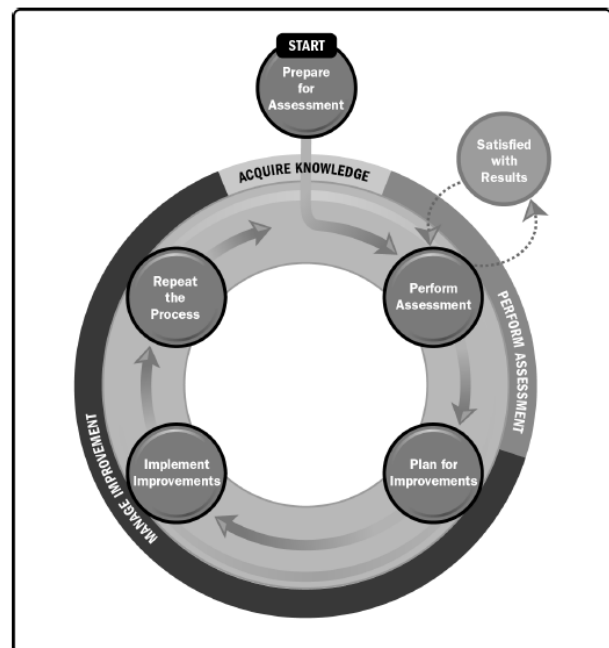 START
Prepare
for
Assessment
Satisfied
with
Results
ACQUIRE KNOWLEDGE
Repeat
the
Process
Perform
Assessment
PERFORM ASSESSMENT
Implement
Improvements
Plan for
Improvements
MANAGE IMPROVEMENT